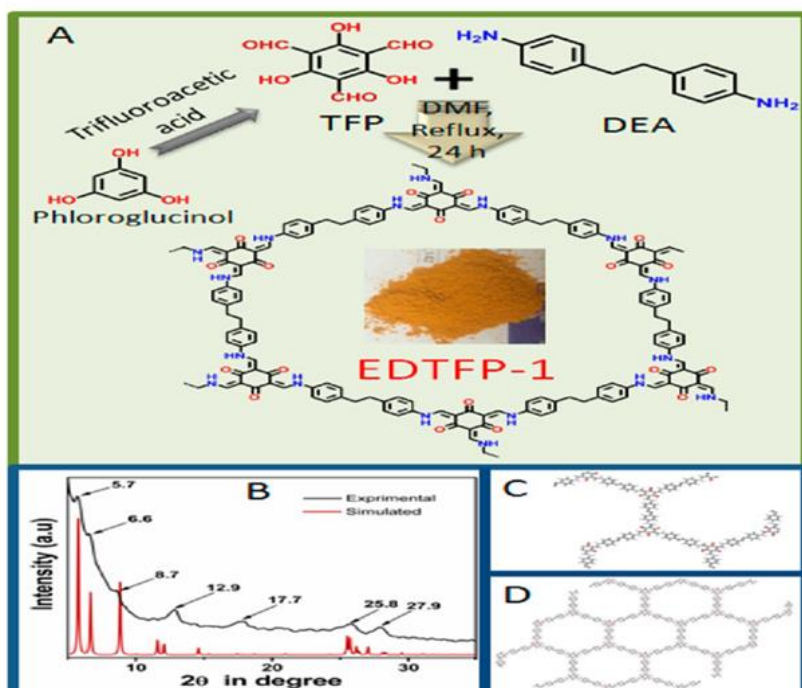 A
OHC
OH
CHO
HO
OH
CHO
TFP
+
H₂N
NH₂
DEA
Trifluoroacetic
acid
DMF,
Reflux,
24 h
OH
HO
OH
Phloroglucinol
EDTFP-1
B
5.7
6.6
8.7
12.9
17.7
25.8
27.9
Exprimental
Simulated
Intensity (a.u)
10
20
30
2θ in degree
C
D